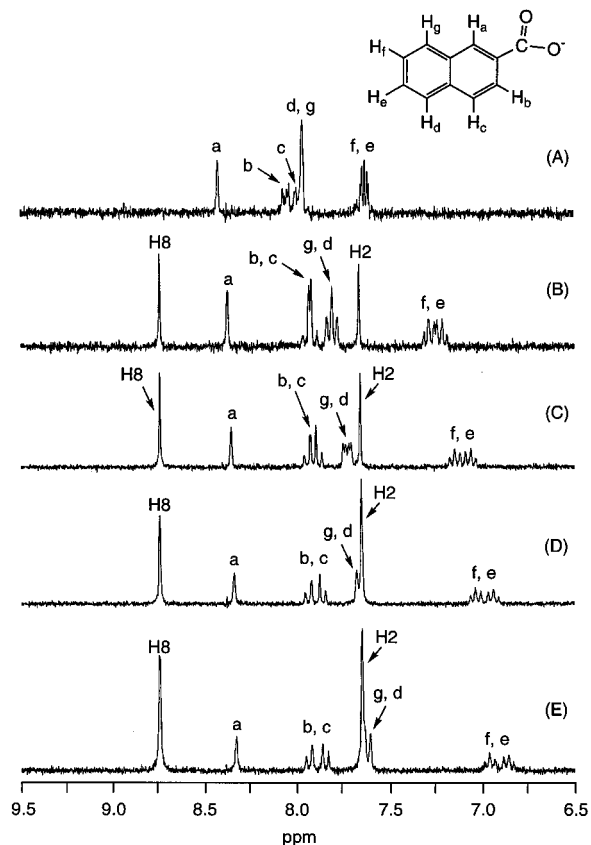 O
Hg Ha C O-
Hf
He Hb
Hd Hc
d, g
a b c f, e (A)
H8 a b, c g, d H2 f, e (B)
H8 a b, c g, d H2 f, e (C)
H8 a b, c g, d H2 f, e (D)
H8 a b, c H2 g, d f, e (E)
9.5 9.0 8.5 8.0 7.5 7.0 6.5
ppm